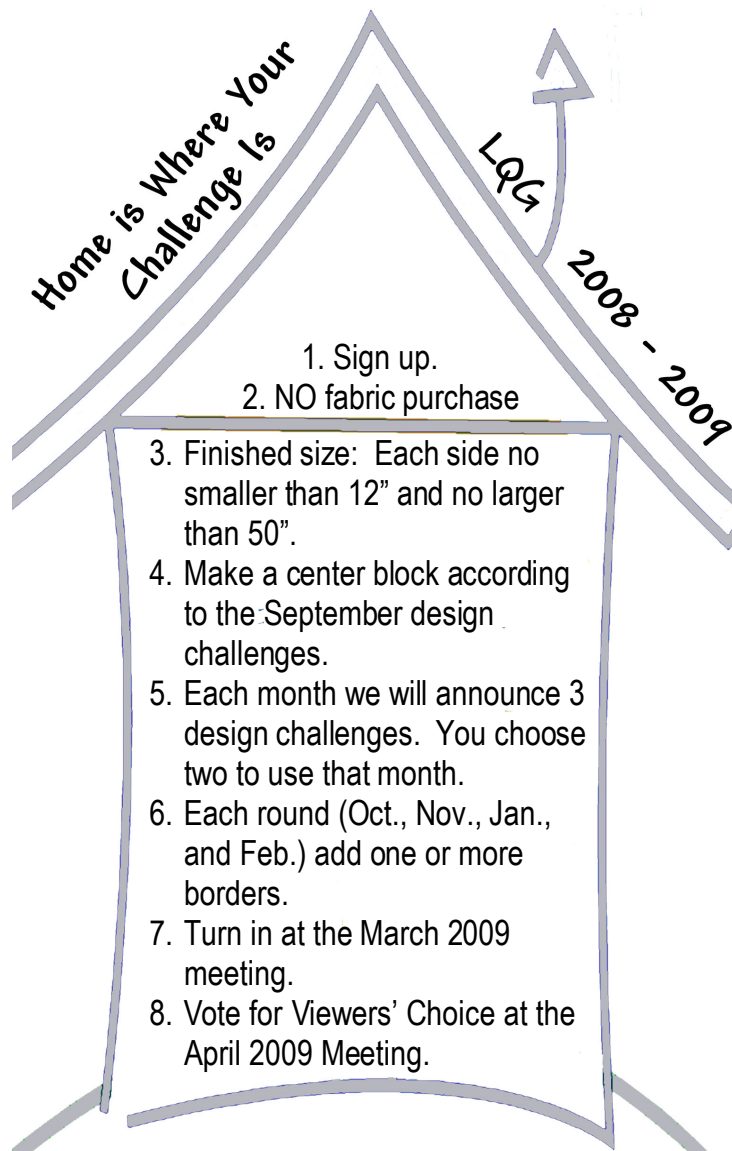 Home is Where Your
Challenge Is
LQG 2008 - 2009
1. Sign up.
2. NO fabric purchase
3. Finished size: Each side no
smaller than 12” and no larger
than 50”.
4. Make a center block according
to the September design
challenges.
5. Each month we will announce 3
design challenges. You choose
two to use that month.
6. Each round (Oct., Nov., Jan.,
and Feb.) add one or more
borders.
7. Turn in at the March 2009
meeting.
8. Vote for Viewers’ Choice at the
April 2009 Meeting.